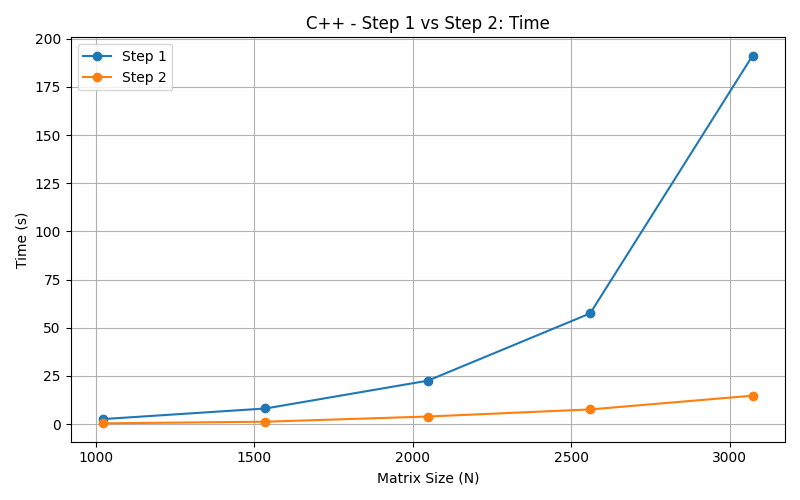 C++ - Step 1 vs Step 2: Time
Step 1
Step 2
Time (s)
200
175
150
125
100
75
50
25
0
1000 1500 2000 2500 3000
Matrix Size (N)